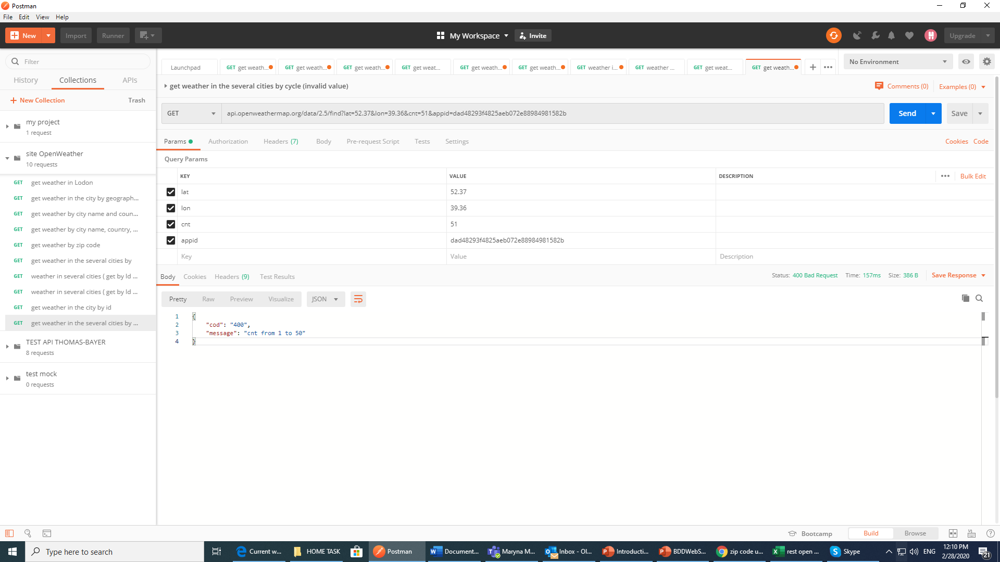 Postman
File Edit View Help
New Import Runner My Workspace Invite Upgrade
Filter
History Collections APIs
New Collection Trash
my project
1 request
site OpenWeather
10 requests
GET get weather in Lodon
GET get weather in the city by geograph...
GET get weather by city name and coun...
GET get weather by city name, country, ...
GET get weather by zip code
GET get weather in the several cities by
GET weather in several cities ( get by Id ...
GET weather in several cities ( get by Id ...
GET get weather in the city by id
GET get weather in the several cities by ...
TEST API THOMAS-BAYER
8 requests
test mock
0 requests
Launchpad GET get weath... GET get weath... GET get weath... GET get weat... GET get weath... GET get weath... GET weather i... GET weather ... GET get weat... GET get weath... No Environment
get weather in the several cities by cycle (invalid value) Comments (0) Examples (0)
GET api.openweathermap.org/data/2.5/find?lat=52.37&lon=39.36&cnt=51&appid=dad48293f4825aeb072e88984981582b Send Save
Params Authorization Headers (7) Body Pre-request Script Tests Settings Cookies Code
Query Params
KEY VALUE DESCRIPTION Bulk Edit
lat 52.37
lon 39.36
cnt 51
appid dad48293f4825aeb072e88984981582b
Key Value Description
Body Cookies Headers (9) Test Results Status: 400 Bad Request Time: 157ms Size: 386 B Save Response
Pretty Raw Preview Visualize JSON
1 {
2 "cod": "400",
3 "message": "cnt from 1 to 50"
4 }
Bootcamp Build Browse
Type here to search Current w... HOME TASK Postman Document... Maryna M... Inbox - Ol... Introducti... BDDWebS... zip code u... rest open ... Skype ENG 12:10 PM
2/28/2020 21